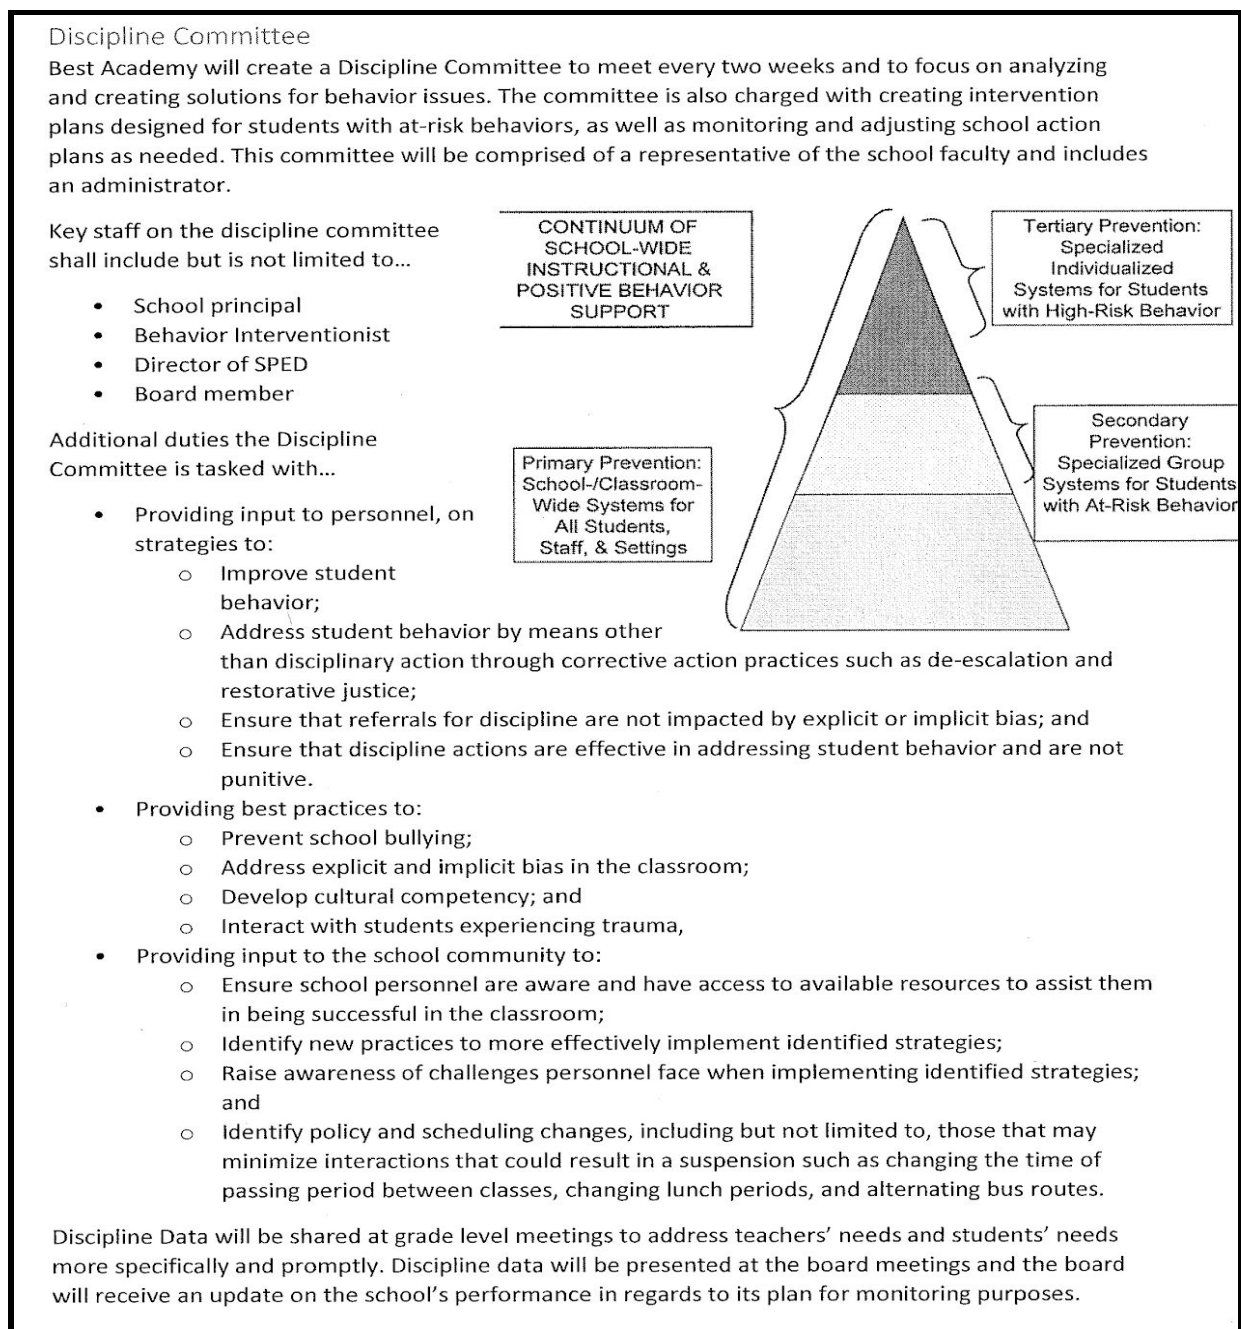 Discipline Committee
Best Academy will create a Discipline Committee to meet every two weeks and to focus on analyzing
and creating solutions for behavior issues. The committee is also charged with creating intervention
plans designed for students with at-risk behaviors, as well as monitoring and adjusting school action
plans as needed. This committee will be comprised of a representative of the school faculty and includes
an administrator.
Key staff on the discipline committee
shall include but is not limited to...
• School principal
• Behavior Interventionist
• Director of SPED
• Board member
CONTINUUM OF
SCHOOL-WIDE
INSTRUCTIONAL &
POSITIVE BEHAVIOR
SUPPORT
Tertiary Prevention:
Specialized
Individualized
Systems for Students
with High-Risk Behavior
Secondary
Prevention:
Specialized Group
Systems for Students
with At-Risk Behavior
Primary Prevention:
School-/Classroom-
Wide Systems for
All Students,
Staff, & Settings
Additional duties the Discipline
Committee is tasked with...
• Providing input to personnel, on
strategies to:
o Improve student
behavior;
o Address student behavior by means other
than disciplinary action through corrective action practices such as de-escalation and
restorative justice;
o Ensure that referrals for discipline are not impacted by explicit or implicit bias; and
o Ensure that discipline actions are effective in addressing student behavior and are not
punitive.
• Providing best practices to:
o Prevent school bullying;
o Address explicit and implicit bias in the classroom;
o Develop cultural competency; and
o Interact with students experiencing trauma,
• Providing input to the school community to:
o Ensure school personnel are aware and have access to available resources to assist them
in being successful in the classroom;
o Identify new practices to more effectively implement identified strategies;
o Raise awareness of challenges personnel face when implementing identified strategies;
and
o Identify policy and scheduling changes, including but not limited to, those that may
minimize interactions that could result in a suspension such as changing the time of
passing period between classes, changing lunch periods, and alternating bus routes.
Discipline Data will be shared at grade level meetings to address teachers' needs and students' needs
more specifically and promptly. Discipline data will be presented at the board meetings and the board
will receive an update on the school's performance in regards to its plan for monitoring purposes.